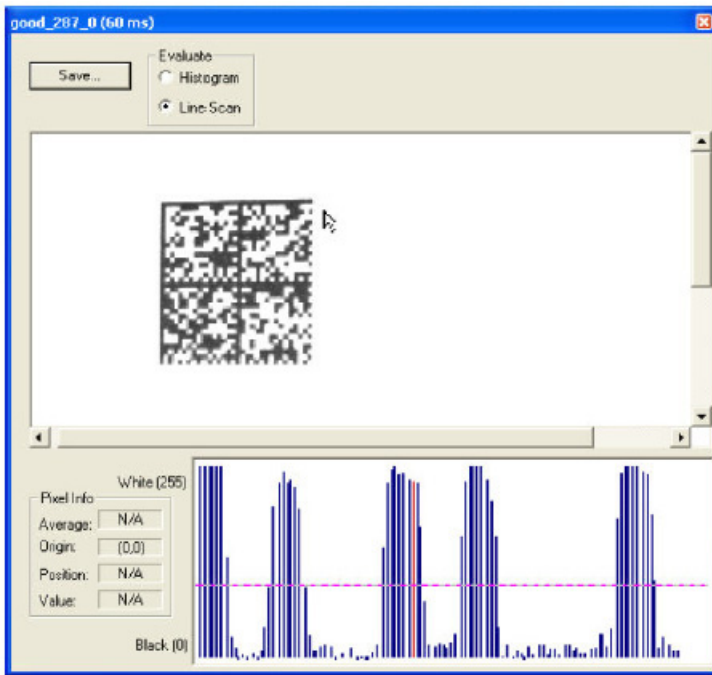 good_287_0 (60 ms)
Save...
Evaluate
Histogram
Line Scan
White (255)
Pixel Info
Average: N/A
Origin: (0,0)
Position: N/A
Value: N/A
Black (0)